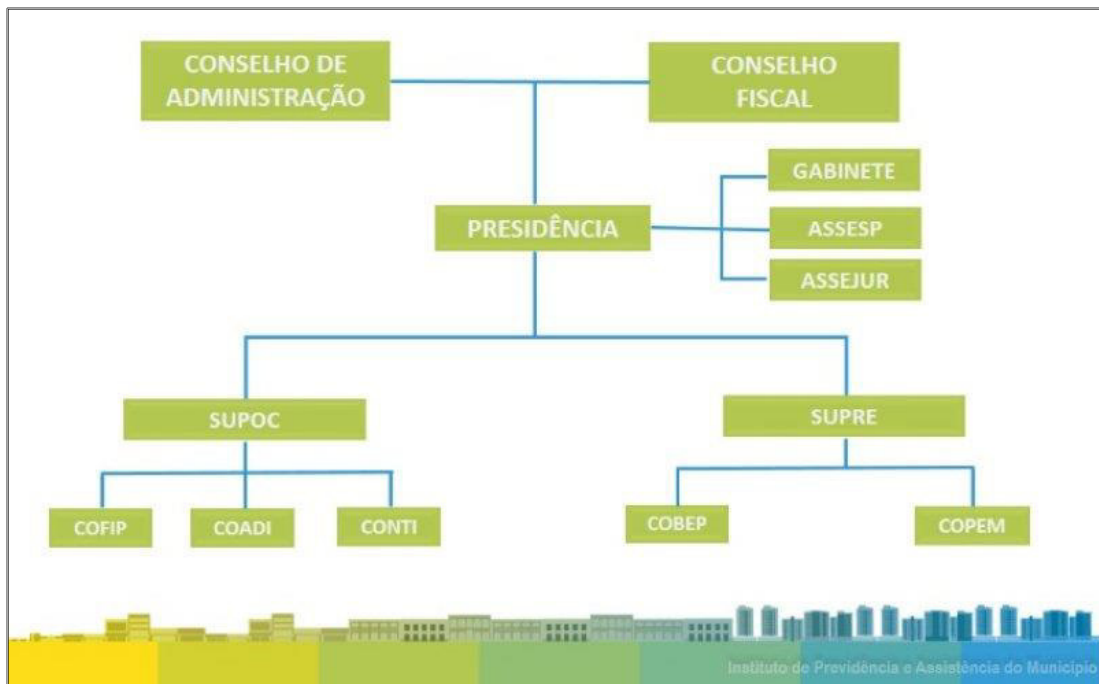 CONSELHO DE
ADMINISTRAÇÃO
CONSELHO
FISCAL
GABINETE
PRESIDÊNCIA
ASSESP
ASSEJUR
SUPOC
SUPRE
COFIP
COADI
CONTI
COBEP
COPEM
Instituto de Previdência e Assistência do Município